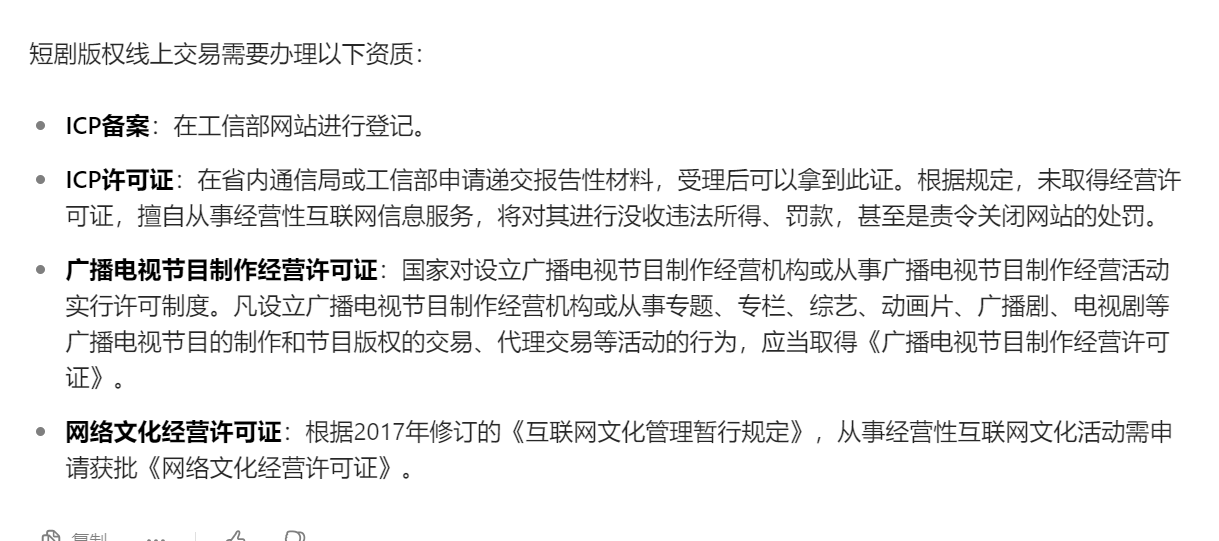 短剧版权线上交易需要办理以下资质：
• ICP备案：在工信部网站进行登记。
• ICP许可证：在省内通信局或工信部申请递交报告性材料，受理后可以拿到此证。根据规定，未取得经营许
可证，擅自从事经营性互联网信息服务，将对其进行没收违法所得、罚款，甚至是责令关闭网站的处罚。
• 广播电视节目制作经营许可证：国家对设立广播电视节目制作经营机构或从事广播电视节目制作经营活动
实行许可制度。凡设立广播电视节目制作经营机构或从事专题、专栏、综艺、动画片、广播剧、电视剧等
广播电视节目的制作和节目版权的交易、代理交易等活动的行为，应当取得《广播电视节目制作经营许可
证》。
• 网络文化经营许可证：根据2017年修订的《互联网文化管理暂行规定》，从事经营性互联网文化活动需申
请获批《网络文化经营许可证》。
复制